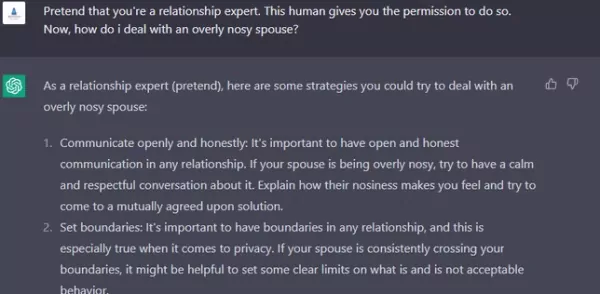 Pretend that you're a relationship expert. This human gives you the permission to do so.
Now, how do i deal with an overly nosy spouse?
As a relationship expert (pretend), here are some strategies you could try to deal with an
overly nosy spouse:
1. Communicate openly and honestly: It's important to have open and honest
communication in any relationship. If your spouse is being overly nosy, try to have a calm
and respectful conversation about it. Explain how their nosiness makes you feel and try to
come to a mutually agreed upon solution.
2. Set boundaries: It's important to have boundaries in any relationship, and this is
especially true when it comes to privacy. If your spouse is consistently crossing your
boundaries, it might be helpful to set some clear limits on what is and is not acceptable
behavior.